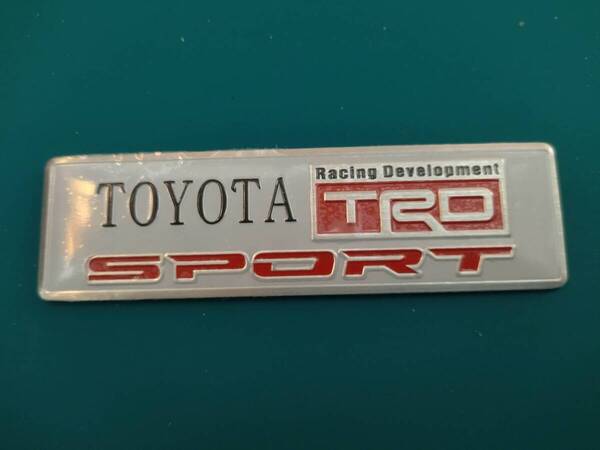 TOYOTA
Racing Development
TRD
SPORT